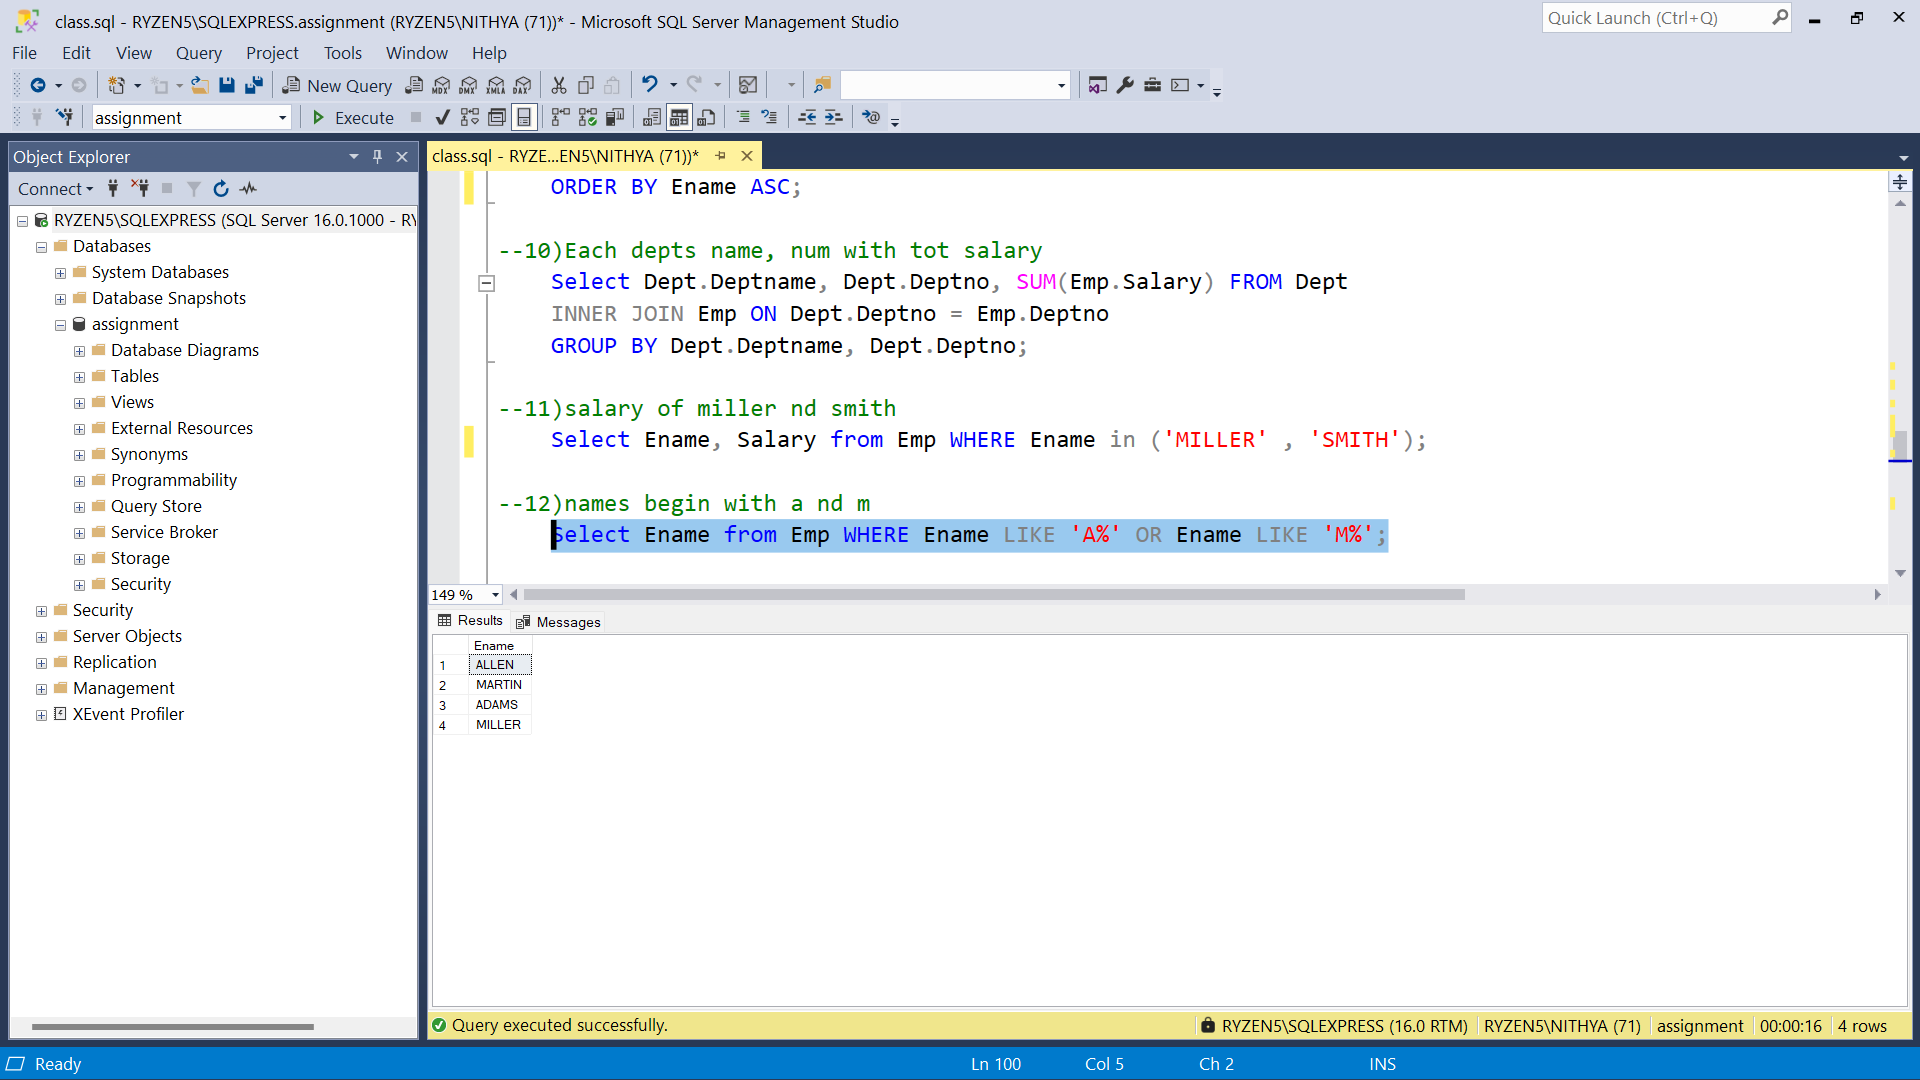 class.sql - RYZEN5\SQLEXPRESS.assignment (RYZEN5\NITHYA (71))* - Microsoft SQL Server Management Studio
Quick Launch (Ctrl+Q)
File Edit View Query Project Tools Window Help
New Query MDX DMX XMLA DAX
assignment Execute
Object Explorer
Connect
RYZEN5\SQLEXPRESS (SQL Server 16.0.1000 - RY
Databases
System Databases
Database Snapshots
assignment
Database Diagrams
Tables
Views
External Resources
Synonyms
Programmability
Query Store
Service Broker
Storage
Security
Security
Server Objects
Replication
Management
XEvent Profiler
class.sql - RYZE...EN5\NITHYA (71))*
ORDER BY Ename ASC;
--10)Each depts name, num with tot salary
Select Dept.Deptname, Dept.Deptno, SUM(Emp.Salary) FROM Dept
INNER JOIN Emp ON Dept.Deptno = Emp.Deptno
GROUP BY Dept.Deptname, Dept.Deptno;
--11)salary of miller nd smith
Select Ename, Salary from Emp WHERE Ename in ('MILLER' , 'SMITH');
--12)names begin with a nd m
Select Ename from Emp WHERE Ename LIKE 'A%' OR Ename LIKE 'M%';
149 %
Results Messages
Ename
1 ALLEN
2 MARTIN
3 ADAMS
4 MILLER
Query executed successfully.
RYZEN5\SQLEXPRESS (16.0 RTM) RYZEN5\NITHYA (71) assignment 00:00:16 4 rows
Ready Ln 100 Col 5 Ch 2 INS